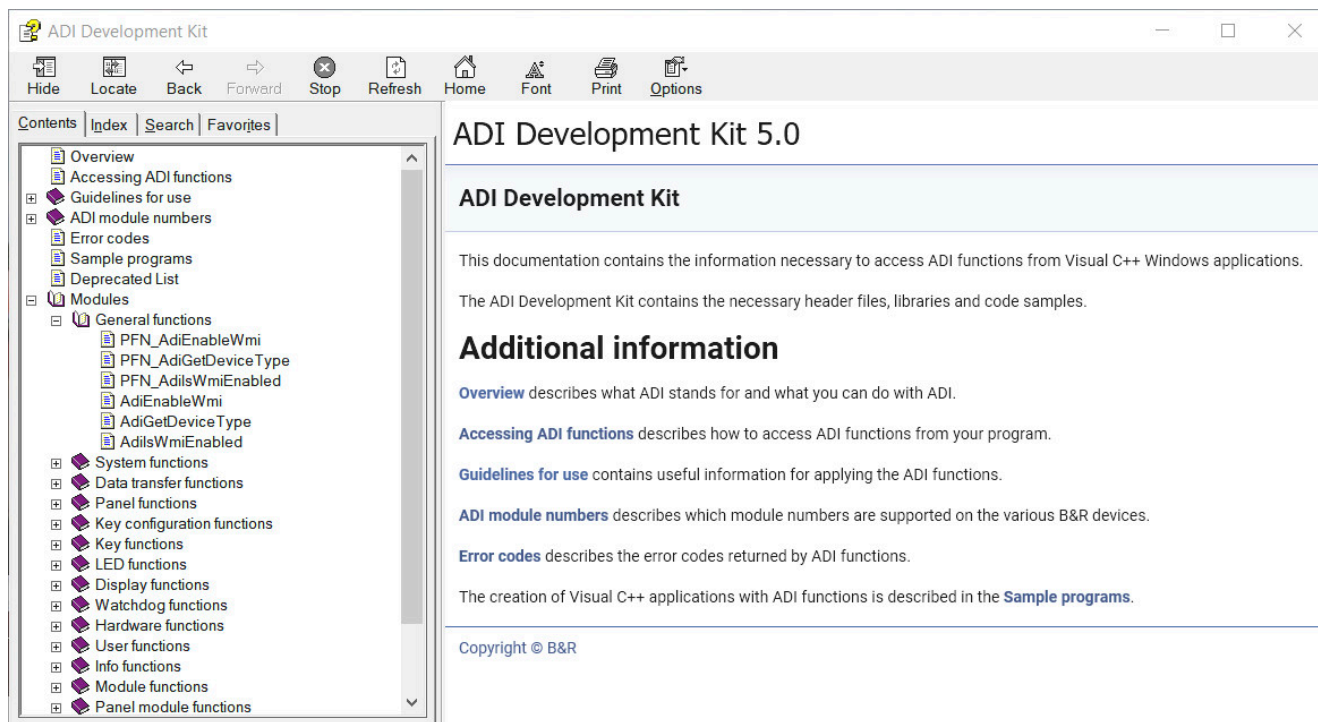 ADI Development Kit
Hide Locate Back Forward Stop Refresh Home Font Print Options
Contents Index Search Favorites
Overview
Accessing ADI functions
Guidelines for use
ADI module numbers
Error codes
Sample programs
Deprecated List
Modules
General functions
PFN_AdiEnableWmi
PFN_AdiGetDeviceType
PFN_AdiIsWmiEnabled
AdiEnableWmi
AdiGetDeviceType
AdiIsWmiEnabled
System functions
Data transfer functions
Panel functions
Key configuration functions
Key functions
LED functions
Display functions
Watchdog functions
Hardware functions
User functions
Info functions
Module functions
Panel module functions
ADI Development Kit 5.0
ADI Development Kit
This documentation contains the information necessary to access ADI functions from Visual C++ Windows applications.
The ADI Development Kit contains the necessary header files, libraries and code samples.
Additional information
Overview describes what ADI stands for and what you can do with ADI.
Accessing ADI functions describes how to access ADI functions from your program.
Guidelines for use contains useful information for applying the ADI functions.
ADI module numbers describes which module numbers are supported on the various B&R devices.
Error codes describes the error codes returned by ADI functions.
The creation of Visual C++ applications with ADI functions is described in the Sample programs.
Copyright © B&R